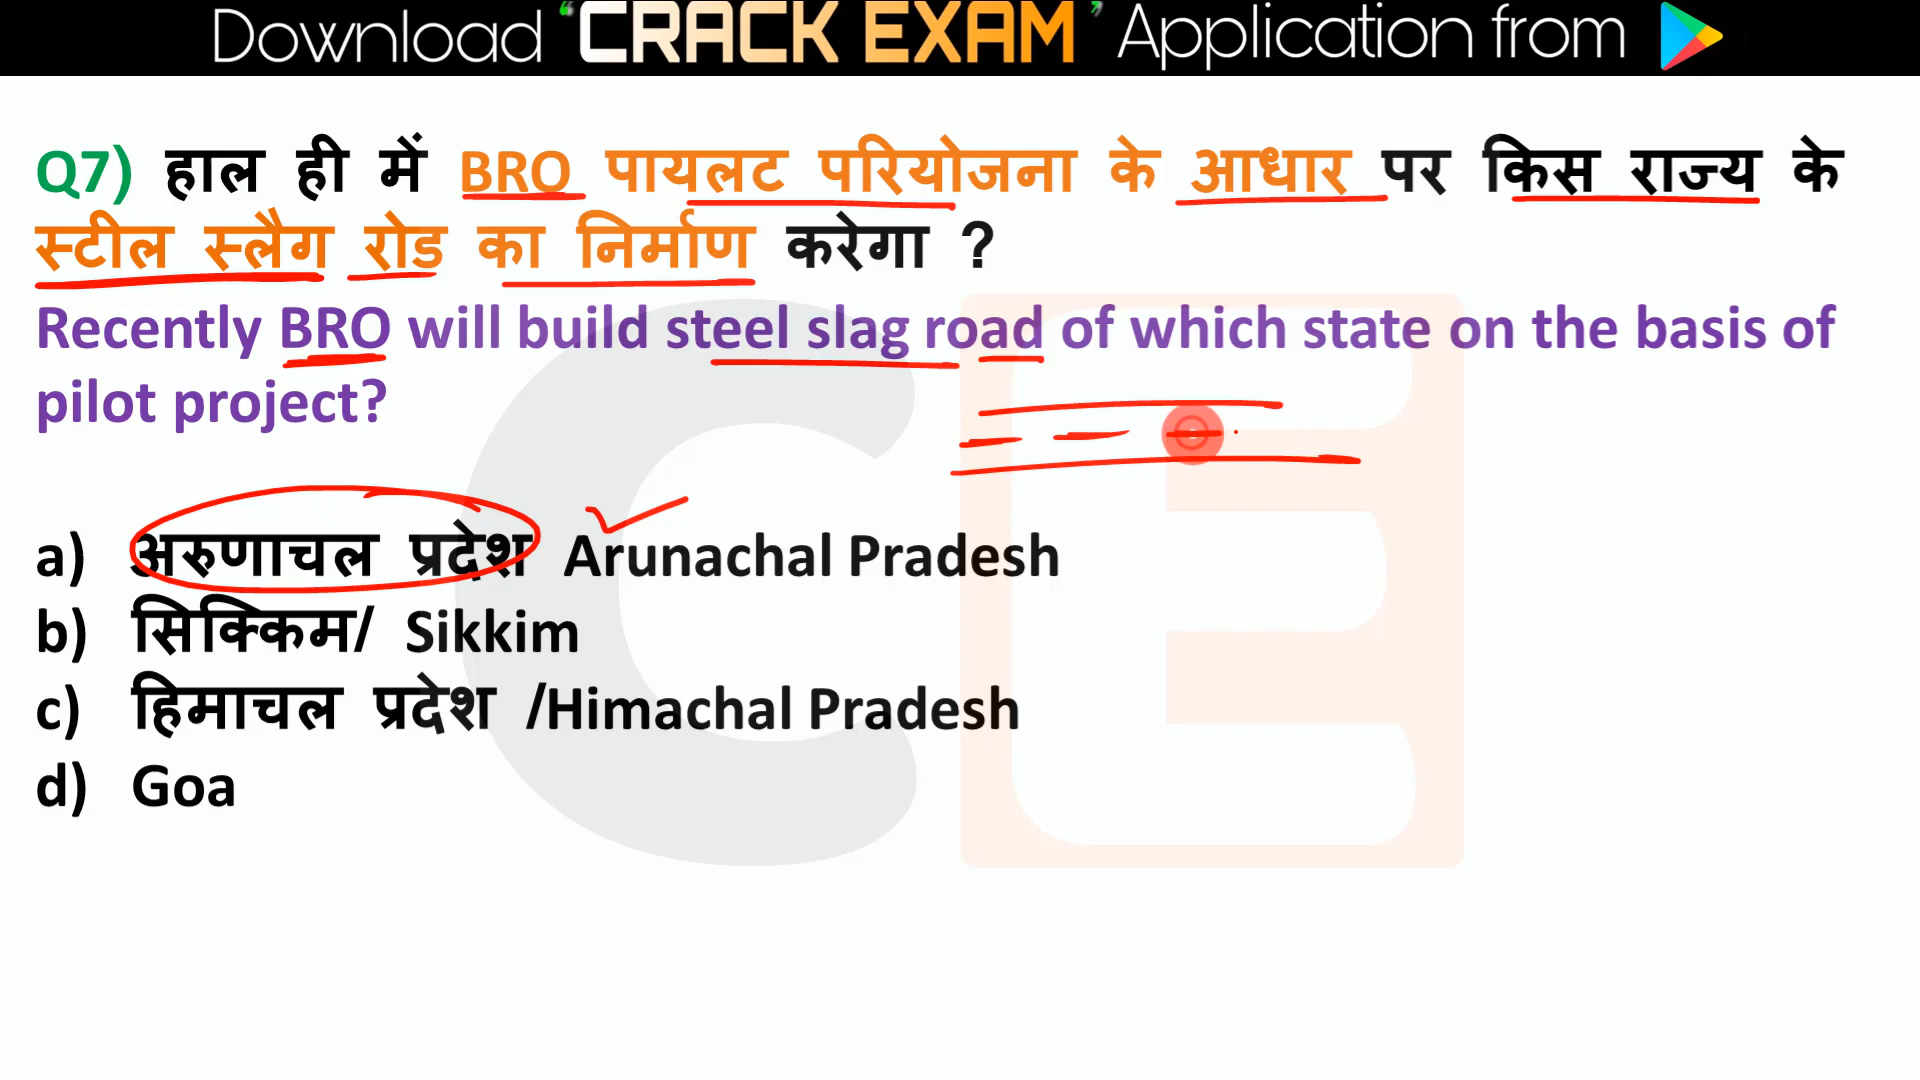 Download ‘CRACK EXAM’ Application from
Q7) हाल ही में BRO पायलट परियोजना के आधार पर किस राज्य के
स्टील स्लैग रोड का निर्माण करेगा ?
Recently BRO will build steel slag road of which state on the basis of
pilot project?
a) अरुणाचल प्रदेश Arunachal Pradesh
b) सिक्किम/ Sikkim
c) हिमाचल प्रदेश /Himachal Pradesh
d) Goa
CE